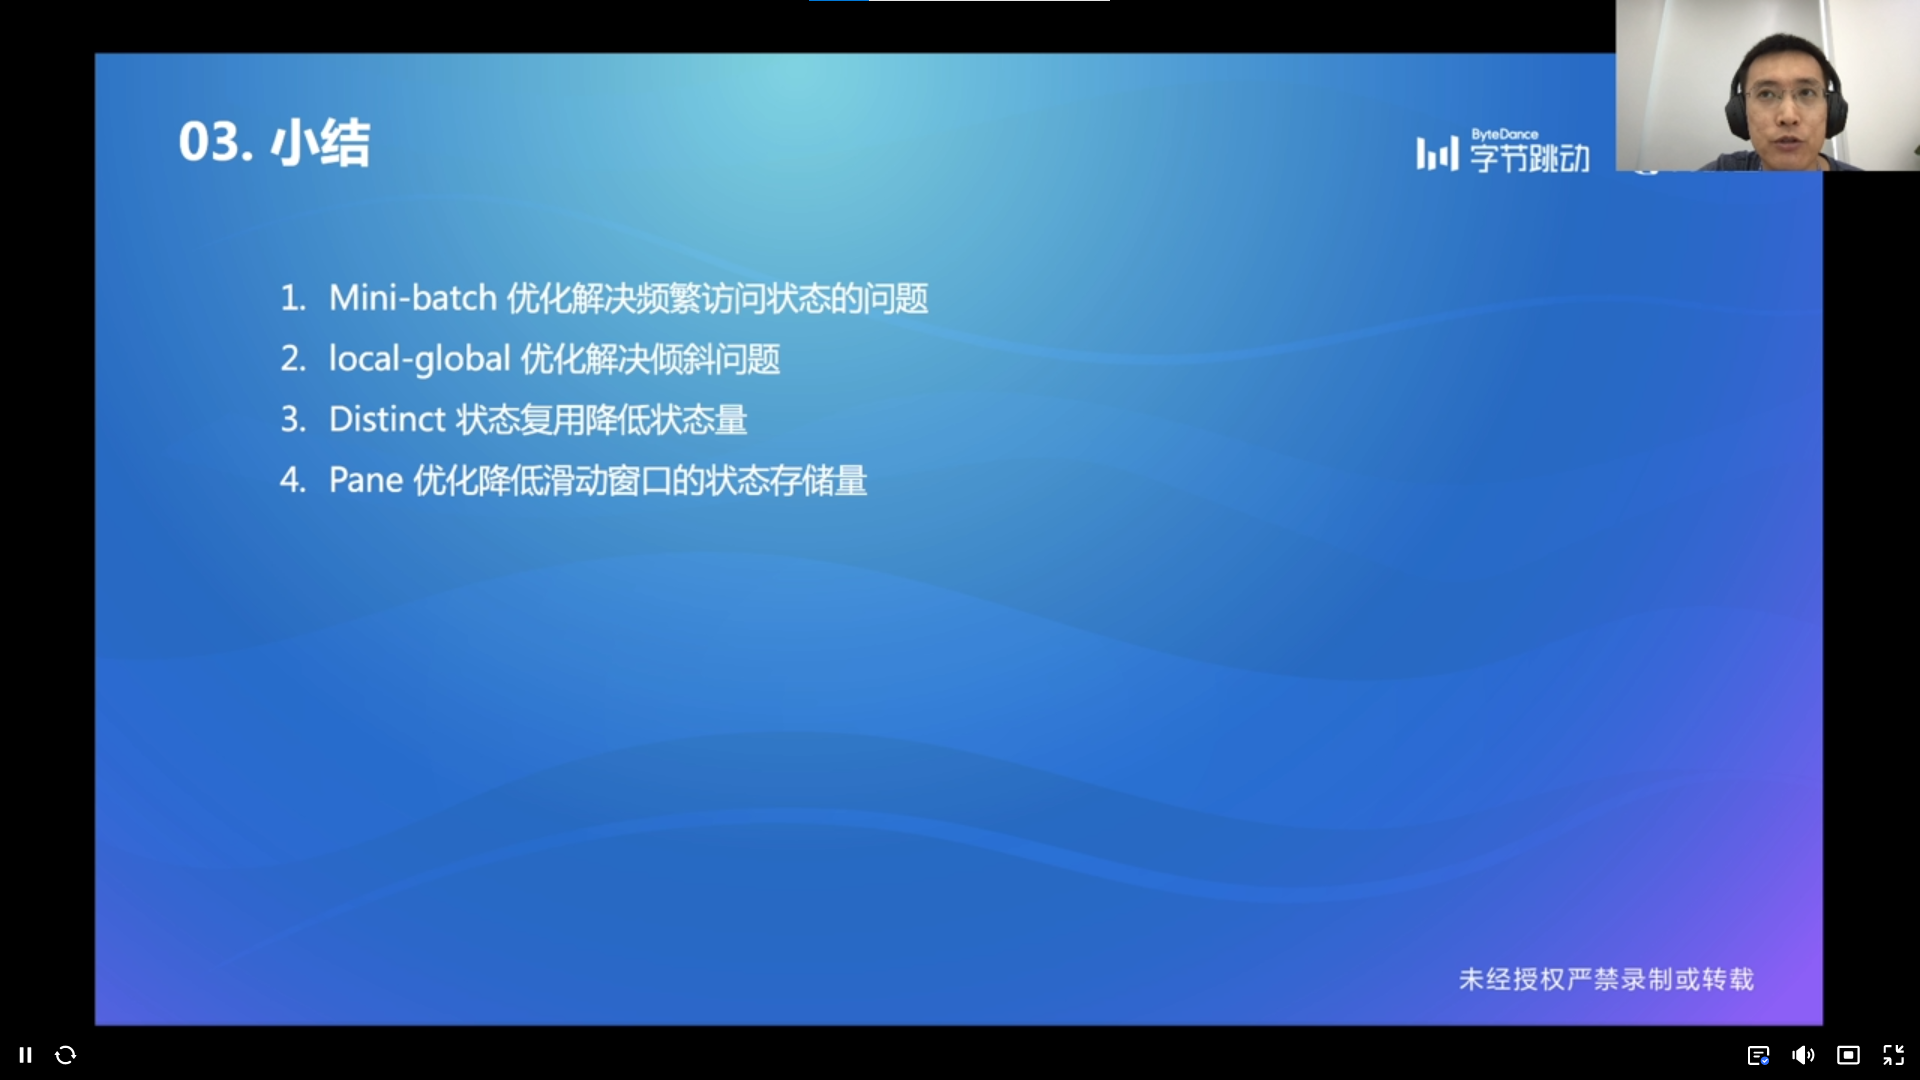 03. 小结
ByteDance
字节跳动
1. Mini-batch 优化解决频繁访问状态的问题
2. local-global 优化解决倾斜问题
3. Distinct 状态复用降低状态量
4. Pane 优化降低滑动窗口的状态存储量
未经授权严禁录制或转载